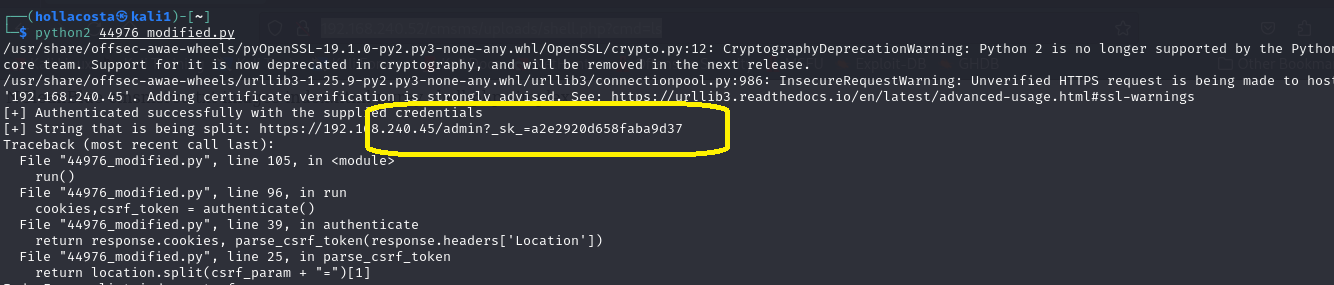 ┌──(hollacosta㉿kali1)-[~]
└─$ python2 44976_modified.py
/usr/share/offsec-awae-wheels/pyOpenSSL-19.1.0-py2.py3-none-any.whl/OpenSSL/crypto.py:12: CryptographyDeprecationWarning: Python 2 is no longer supported by the Pytho
core team. Support for it is now deprecated in cryptography, and will be removed in the next release.
/usr/share/offsec-awae-wheels/urllib3-1.25.9-py2.py3-none-any.whl/urllib3/connectionpool.py:986: InsecureRequestWarning: Unverified HTTPS request is being made to host
'192.168.240.45'. Adding certificate verification is strongly advised. See: https://urllib3.readthedocs.io/en/latest/advanced-usage.html#ssl-warnings
[+] Authenticated successfully with the supplied credentials
[+] String that is being split: https://192.168.240.45/admin?_sk_=a2e2920d658faba9d37
Traceback (most recent call last):
File "44976_modified.py", line 105, in <module>
run()
File "44976_modified.py", line 96, in run
cookies,csrf_token = authenticate()
File "44976_modified.py", line 39, in authenticate
return response.cookies, parse_csrf_token(response.headers['Location'])
File "44976_modified.py", line 25, in parse_csrf_token
return location.split(csrf_param + "=")[1]